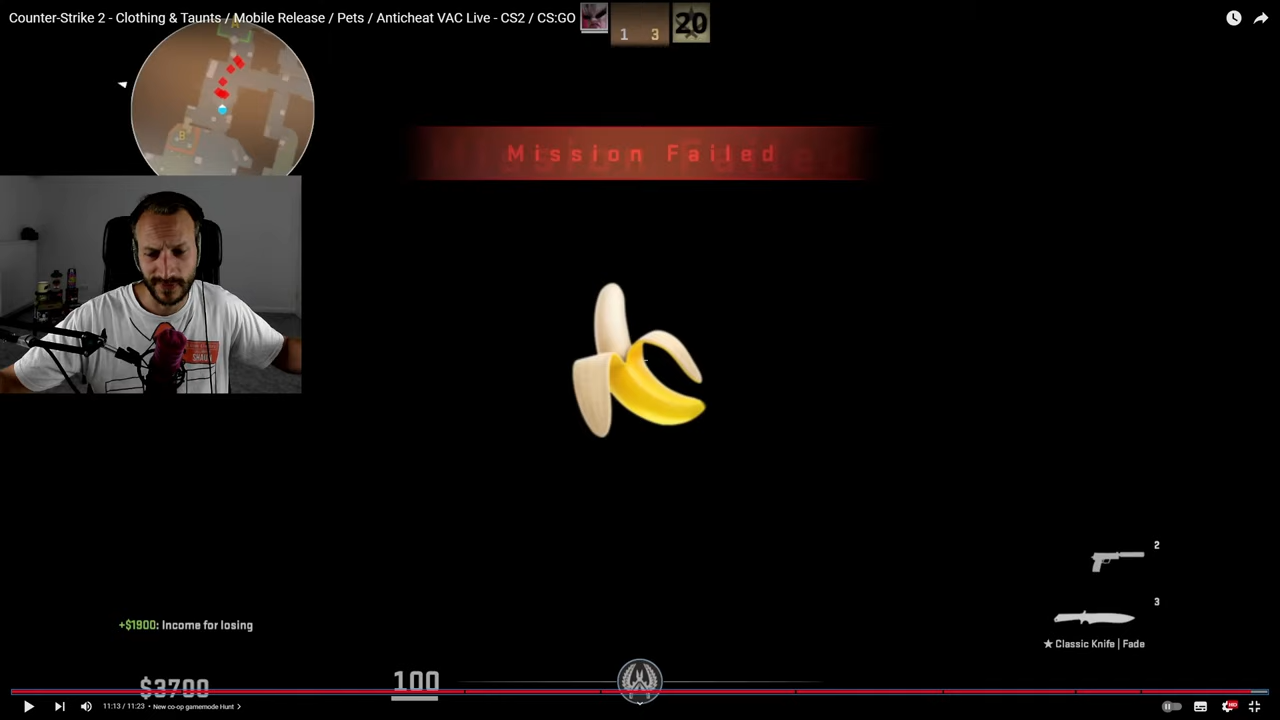 Counter-Strike 2 - Clothing & Taunts / Mobile Release / Pets / Anticheat VAC Live - CS2 / CS:GO
1 3
20
A
B
Mission Failed
SHAUN
2
3
★ Classic Knife | Fade
+$1900: Income for losing
$3700
100
11:13 / 11:23 • New co-op gamemode Hunt >
HD